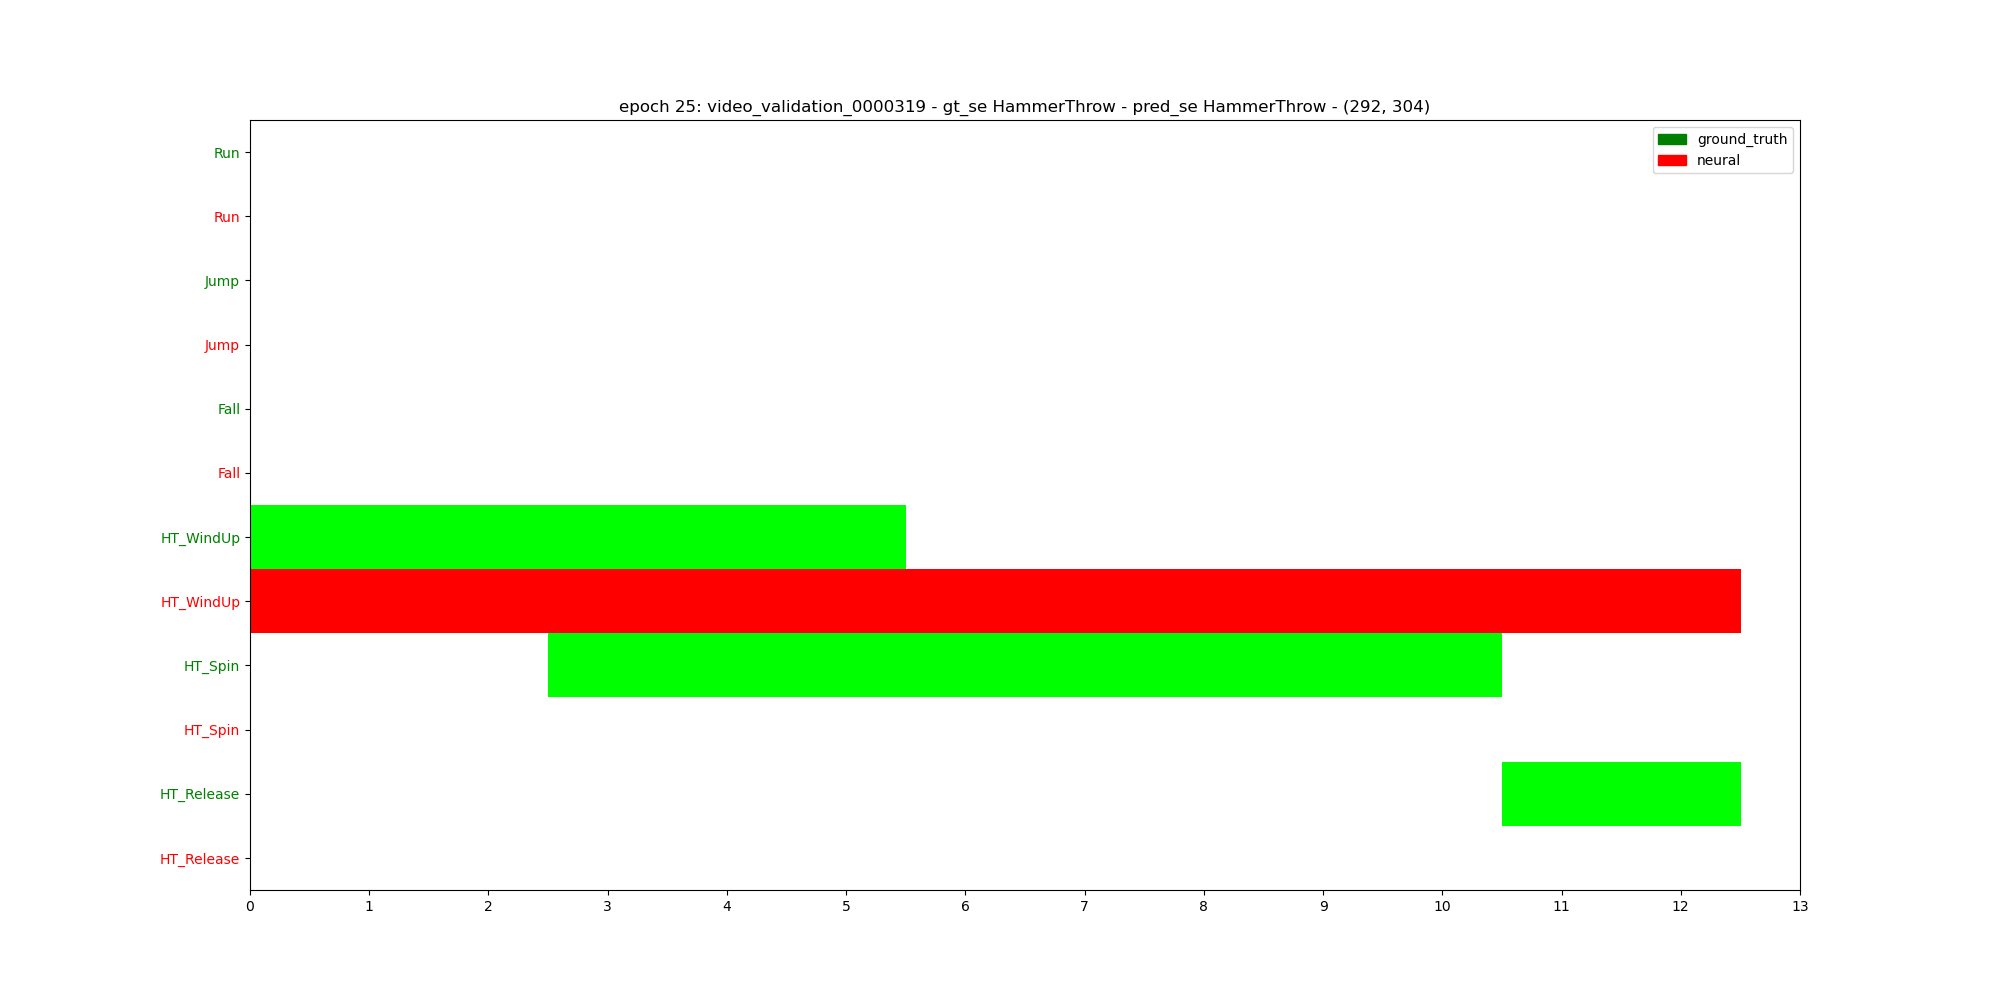 epoch 25: video_validation_0000319 - gt_se HammerThrow - pred_se HammerThrow - (292, 304)
ground_truth
neural
Run
Run
Jump
Jump
Fall
Fall
HT_WindUp
HT_WindUp
HT_Spin
HT_Spin
HT_Release
HT_Release
0 1 2 3 4 5 6 7 8 9 10 11 12 13